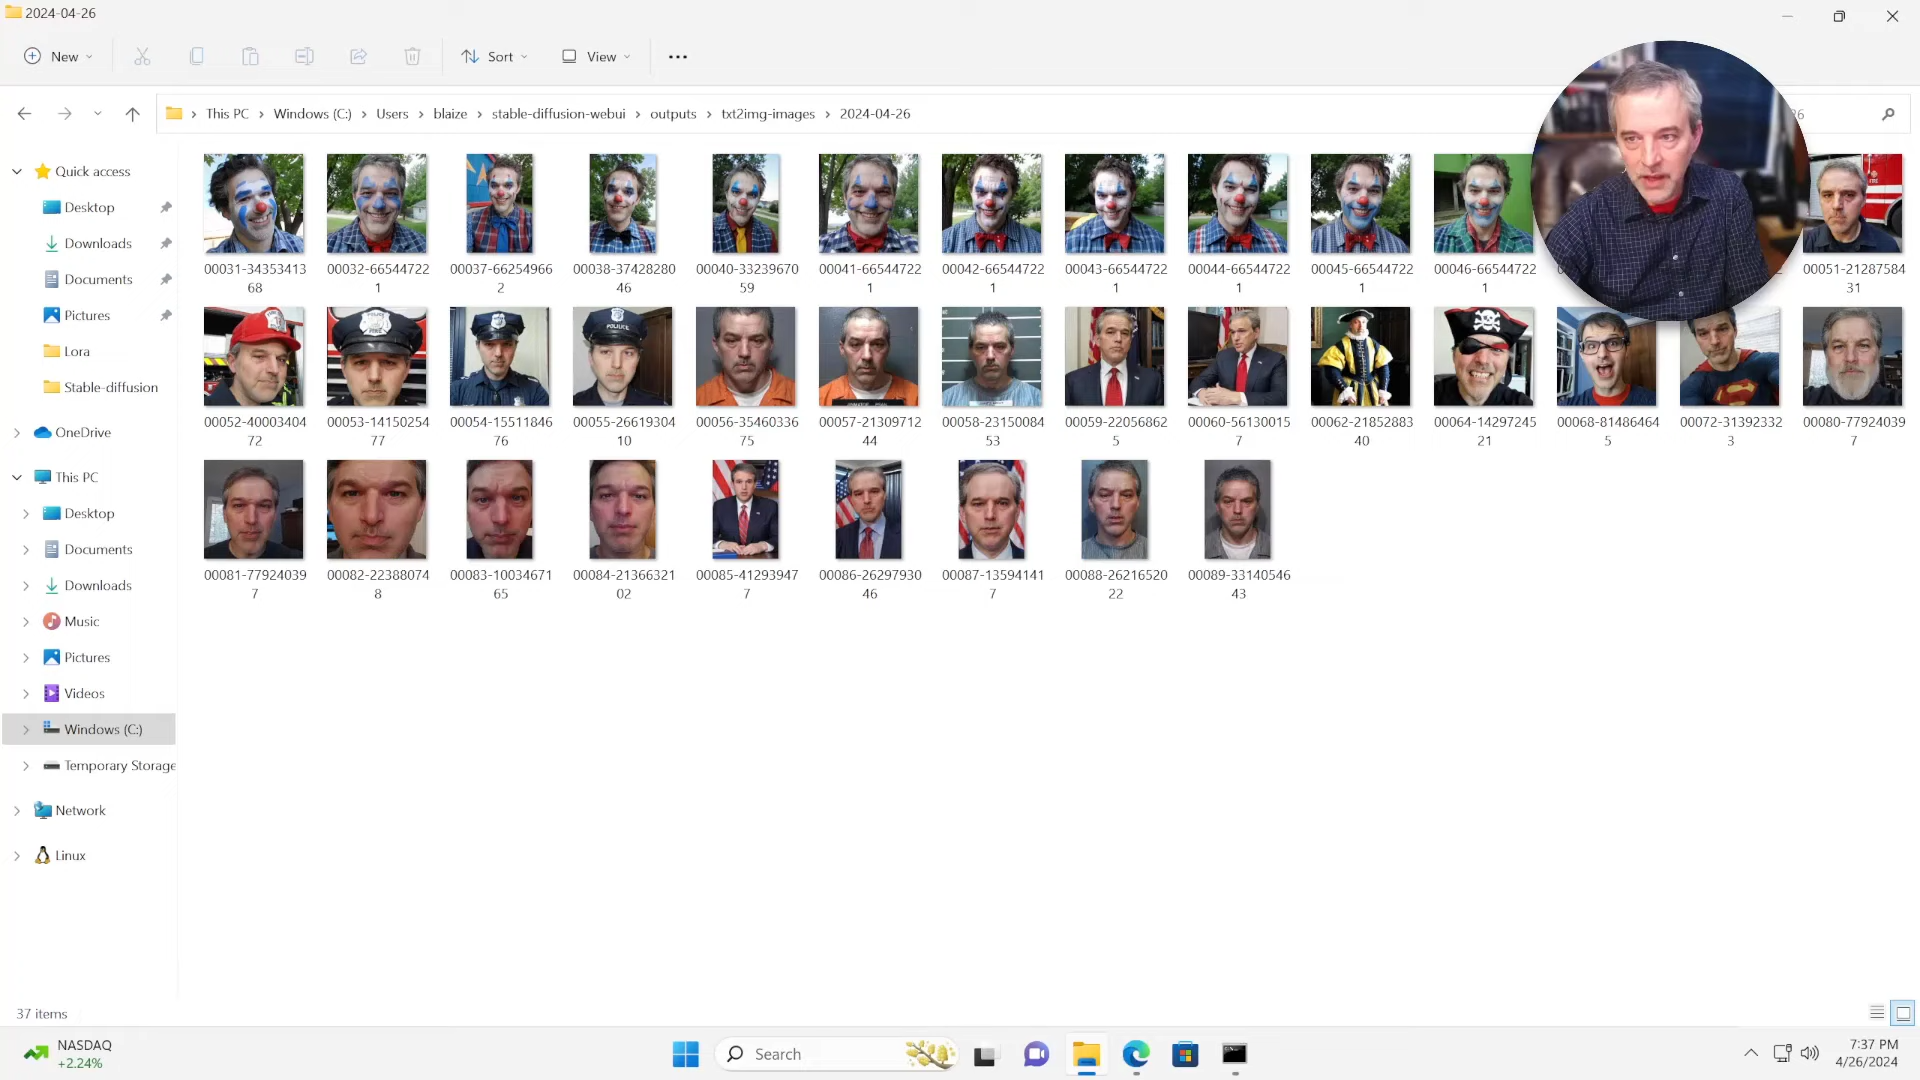 2024-04-26
New
Sort
View
This PC
Windows (C:)
Users
blaize
stable-diffusion-webui
outputs
txt2img-images
2024-04-26
26
Quick access
Desktop
Downloads
Documents
Pictures
Lora
Stable-diffusion
OneDrive
This PC
Desktop
Documents
Downloads
Music
Pictures
Videos
Windows (C:)
Temporary Storage
Network
Linux
00031-34353413
68
00032-66544722
1
00037-66254966
2
00038-37428280
46
00040-33239670
59
00041-66544722
1
00042-66544722
1
00043-66544722
1
00044-66544722
1
00045-66544722
1
00046-66544722
1
00051-21287584
31
00052-40003404
72
00053-14150254
77
00054-15511846
76
00055-26619304
10
00056-35460336
75
00057-21309712
44
00058-23150084
53
00059-22056862
5
00060-56130015
7
00062-21852883
40
00064-14297245
21
00068-81486464
5
00072-31392332
3
00080-77924039
7
00081-77924039
7
00082-22388074
8
00083-10034671
65
00084-21366321
02
00085-41293947
7
00086-26297930
46
00087-13594141
7
00088-26216520
22
00089-33140546
43
37 items
NASDAQ
+2.24%
Search
7:37 PM
4/26/2024